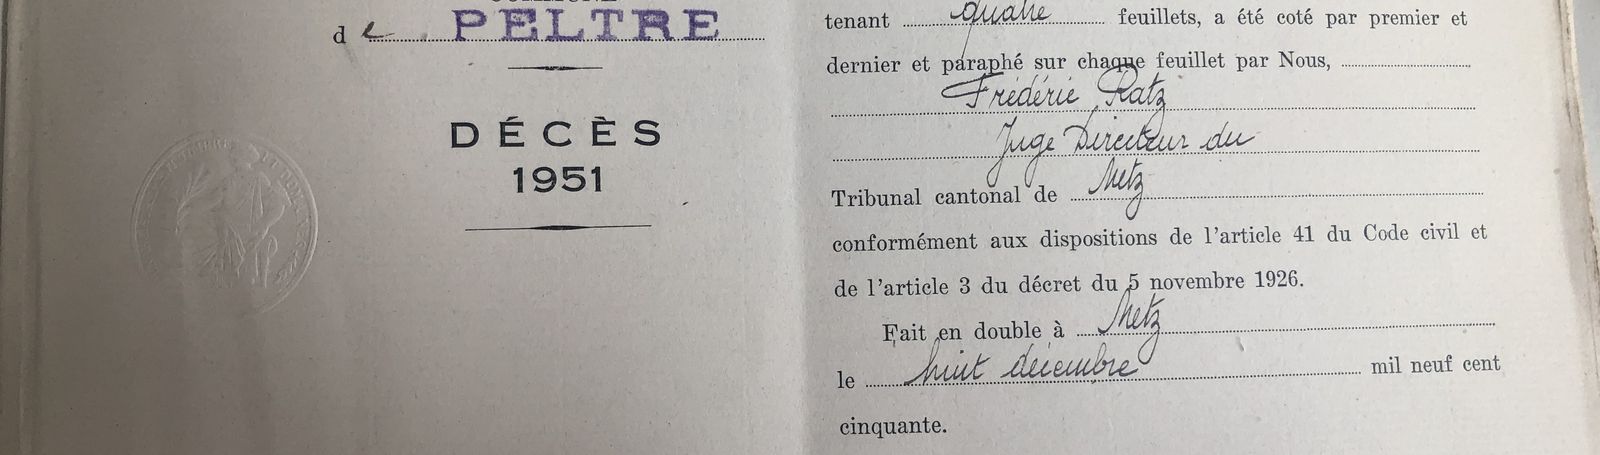 de PELTRE
DÉCÈS
1951
tenant quatre feuillets, a été coté par premier et
dernier et paraphé sur chaque feuillet par Nous,
Frédéric Ratz
Juge Directeur du
Tribunal cantonal de Metz
conformément aux dispositions de l'article 41 du Code civil et
de l'article 3 du décret du 5 novembre 1926.
Fait en double à Metz
le huit décembre mil neuf cent
cinquante.